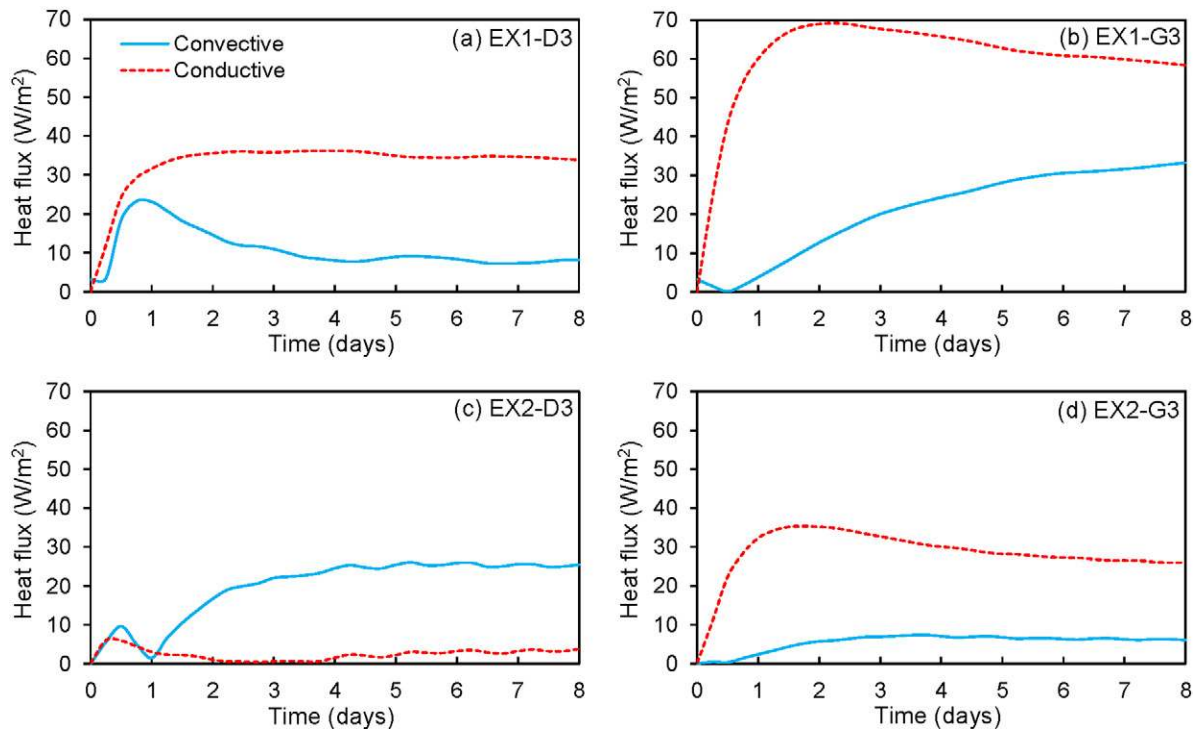 70
60
50
40
30
20
10
0
Heat flux (W/m²)
Convective
Conductive
(a) EX1-D3
0 1 2 3 4 5 6 7 8
Time (days)
70
60
50
40
30
20
10
0
Heat flux (W/m²)
(b) EX1-G3
0 1 2 3 4 5 6 7 8
Time (days)
70
60
50
40
30
20
10
0
Heat flux (W/m²)
(c) EX2-D3
0 1 2 3 4 5 6 7 8
Time (days)
70
60
50
40
30
20
10
0
Heat flux (W/m²)
(d) EX2-G3
0 1 2 3 4 5 6 7 8
Time (days)